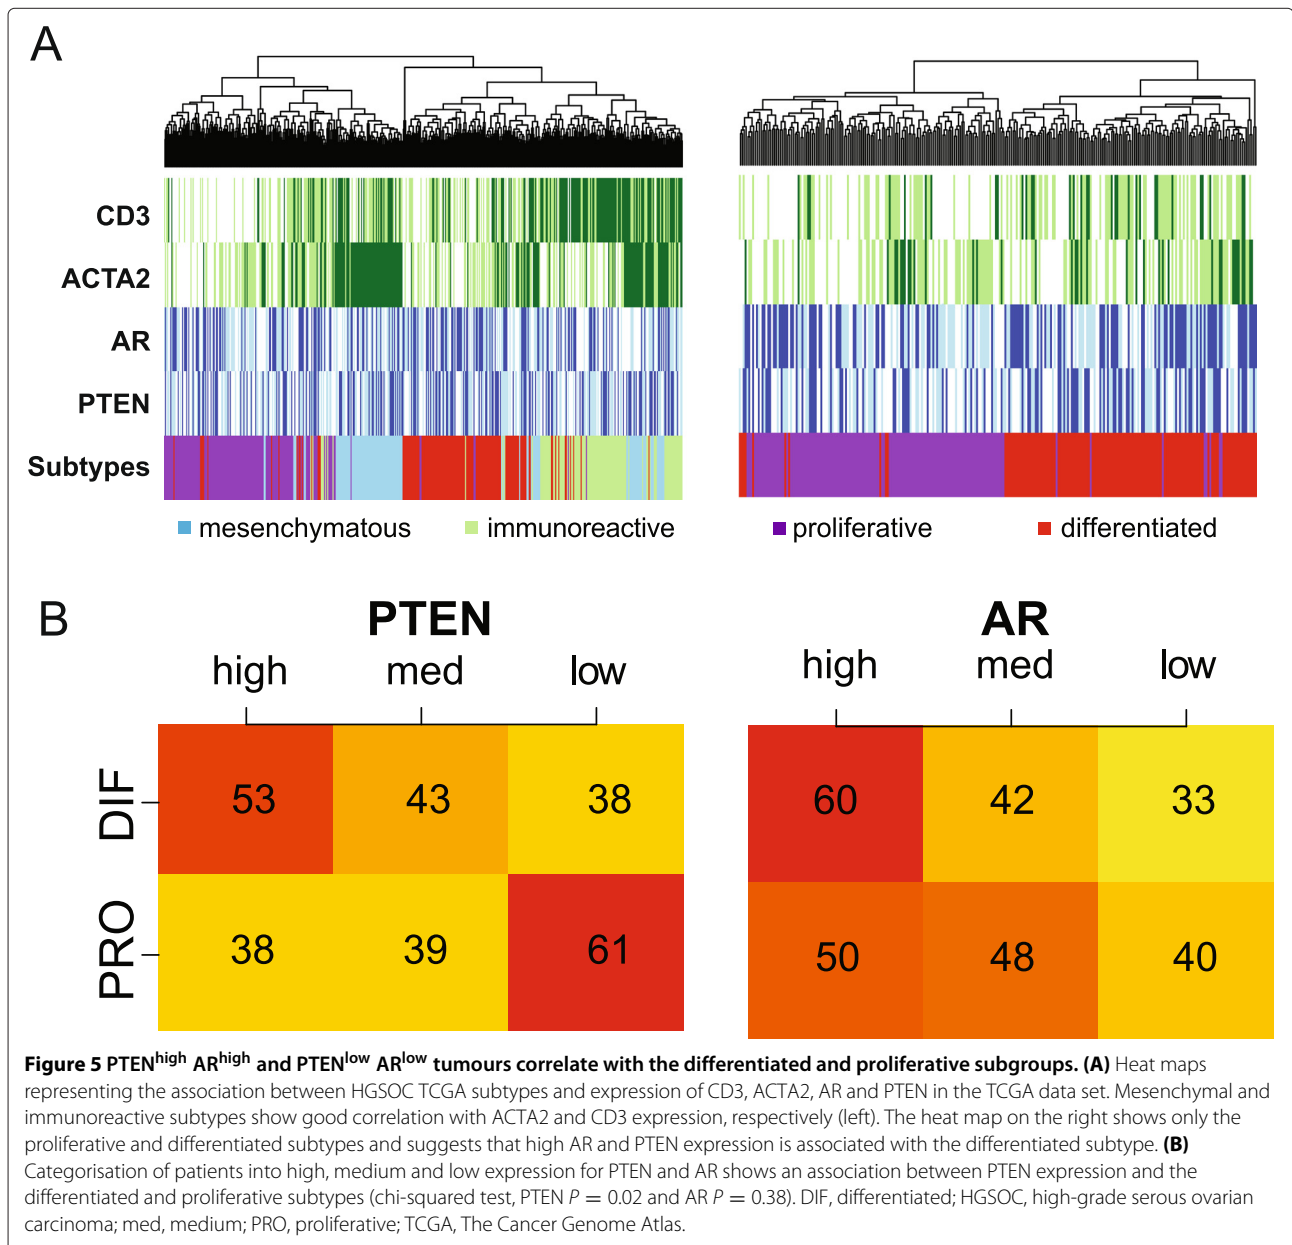 A
CD3
ACTA2
AR
PTEN
Subtypes
mesenchymatous immunoreactive proliferative differentiated
B
PTEN
high med low
DIF 53 43 38
PRO 38 39 61
AR
high med low
60 42 33
50 48 40
Figure 5 PTENhigh ARhigh and PTENlow ARlow tumours correlate with the differentiated and proliferative subgroups. (A) Heat maps
representing the association between HGSOC TCGA subtypes and expression of CD3, ACTA2, AR and PTEN in the TCGA data set. Mesenchymal and
immunoreactive subtypes show good correlation with ACTA2 and CD3 expression, respectively (left). The heat map on the right shows only the
proliferative and differentiated subtypes and suggests that high AR and PTEN expression is associated with the differentiated subtype. (B)
Categorisation of patients into high, medium and low expression for PTEN and AR shows an association between PTEN expression and the
differentiated and proliferative subtypes (chi-squared test, PTEN P = 0.02 and AR P = 0.38). DIF, differentiated; HGSOC, high-grade serous ovarian
carcinoma; med, medium; PRO, proliferative; TCGA, The Cancer Genome Atlas.